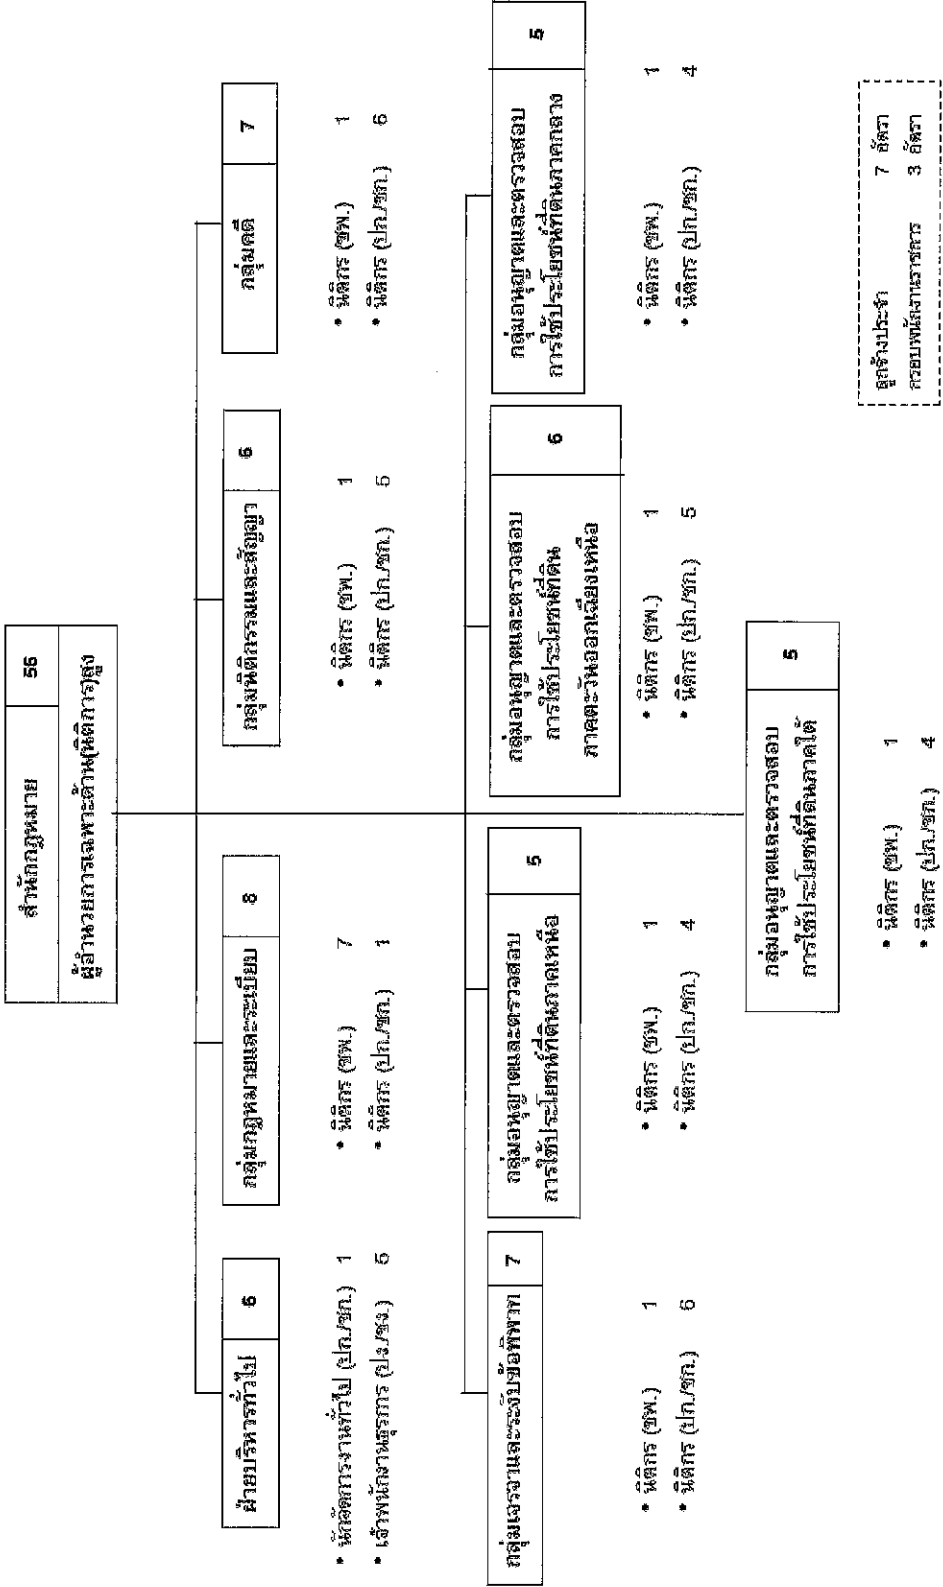 สำนักกฎหมาย 56
ผู้อำนวยการเฉพาะด้าน(นิติการ)สูง
ฝ่ายบริหารทั่วไป 6
• นักจัดการงานทั่วไป (ปก./ชก.) 1
• เจ้าพนักงานธุรการ (ปง./ชง.) 5
กลุ่มกฎหมายและระเบียบ 8
• นิติกร (ชพ.) 7
• นิติกร (ปก./ชก.) 1
กลุ่มนิติกรรมและสัญญา 6
• นิติกร (ชพ.) 1
• นิติกร (ปก./ชก.) 5
กลุ่มคดี 7
• นิติกร (ชพ.) 1
• นิติกร (ปก./ชก.) 6
กลุ่มเจรจาและระงับข้อพิพาท 7
• นิติกร (ชพ.) 1
• นิติกร (ปก./ชก.) 6
กลุ่มอนุญาตและตรวจสอบ
การใช้ประโยชน์ที่ดินภาคเหนือ 5
• นิติกร (ชพ.) 1
• นิติกร (ปก./ชก.) 4
กลุ่มอนุญาตและตรวจสอบ
การใช้ประโยชน์ที่ดิน 6
ภาคตะวันออกเฉียงเหนือ
• นิติกร (ชพ.) 1
• นิติกร (ปก./ชก.) 5
กลุ่มอนุญาตและตรวจสอบ
การใช้ประโยชน์ที่ดินภาคกลาง 5
• นิติกร (ชพ.) 1
• นิติกร (ปก./ชก.) 4
กลุ่มอนุญาตและตรวจสอบ
การใช้ประโยชน์ที่ดินภาคใต้ 5
• นิติกร (ชพ.) 1
• นิติกร (ปก./ชก.) 4
ลูกจ้างประจำ 7 อัตรา
กรอบพนักงานราชการ 3 อัตรา